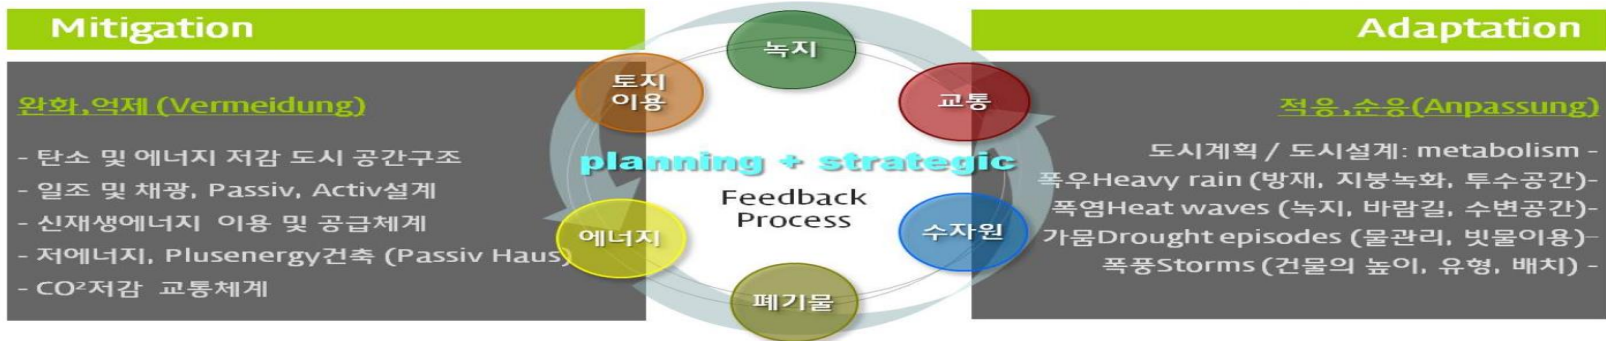 Mitigation
완화,억제 (Vermeidung)
- 탄소 및 에너지 저감 도시 공간구조
- 일조 및 채광, Passiv, Activ설계
- 신재생에너지 이용 및 공급체계
- 저에너지, Plusenergy건축 (Passiv Haus)
- CO²저감 교통체계
녹지
토지
이용
교통
planning + strategic
Feedback
Process
에너지
수자원
폐기물
Adaptation
적응,순응(Anpassung)
도시계획 / 도시설계: metabolism -
폭우Heavy rain (방재, 지붕녹화, 투수공간)-
폭염Heat waves (녹지, 바람길, 수변공간)-
가뭄Drought episodes (물관리, 빗물이용)-
폭풍Storms (건물의 높이, 유형, 배치) -